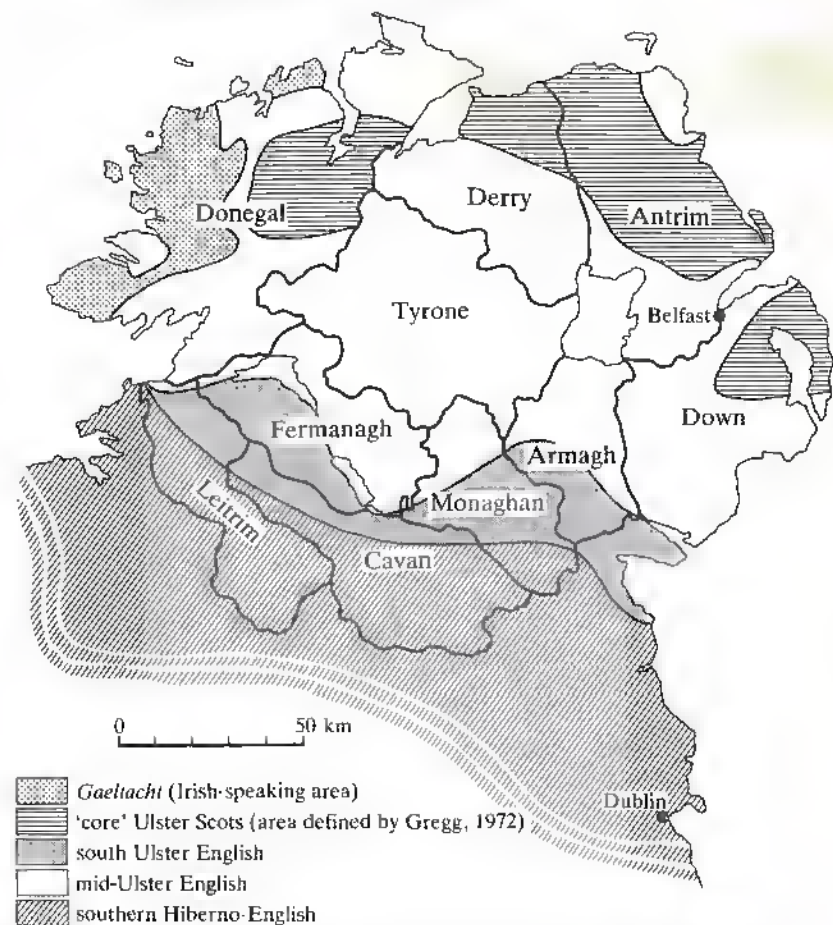 Donegal
Derry
Antrim
Tyrone
Belfast
Down
Fermanagh
Armagh
Monaghan
Leitrim
Cavan
0 50 km
Dublin
Gaeltacht (Irish-speaking area)
'core' Ulster Scots (area defined by Gregg, 1972)
south Ulster English
mid-Ulster English
southern Hiberno-English